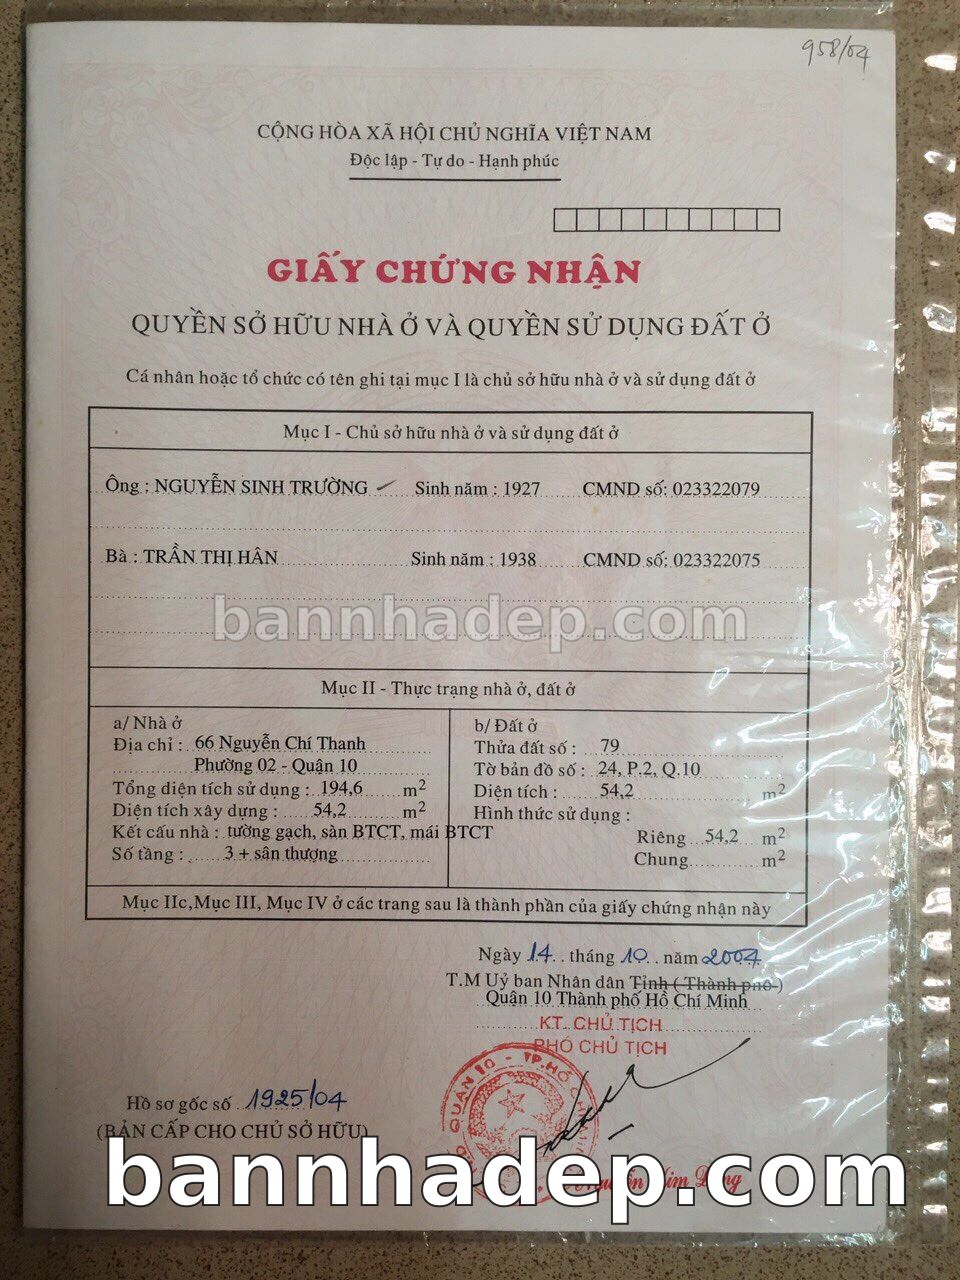 958/04
CỘNG HÒA XÃ HỘI CHỦ NGHĨA VIỆT NAM
Độc lập - Tự do - Hạnh phúc
GIẤY CHỨNG NHẬN
QUYỀN SỞ HỮU NHÀ Ở VÀ QUYỀN SỬ DỤNG ĐẤT Ở
Cá nhân hoặc tổ chức có tên ghi tại mục I là chủ sở hữu nhà ở và sử dụng đất ở
Mục I - Chủ sở hữu nhà ở và sử dụng đất ở
Ông : NGUYỄN SINH TRƯỜNG Sinh năm : 1927 CMND số: 023322079
Bà : TRẦN THỊ HÂN Sinh năm : 1938 CMND số: 023322075
bannhadep.com
Mục II - Thực trạng nhà ở, đất ở
a/ Nhà ở
Địa chỉ : 66 Nguyễn Chí Thanh
Phường 02 - Quận 10
Tổng diện tích sử dụng : 194,6 m2
Diện tích xây dựng : 54,2 m2
Kết cấu nhà : tường gạch, sàn BTCT, mái BTCT
Số tầng : 3 + sân thượng
b/ Đất ở
Thửa đất số : 79
Tờ bản đồ số : 24, P.2, Q.10
Diện tích : 54,2 m2
Hình thức sử dụng :
Riêng 54,2 m2
Chung m2
Mục IIc,Mục III, Mục IV ở các trang sau là thành phần của giấy chứng nhận này
Ngày 14 tháng 10 năm 2004
T.M Uỷ ban Nhân dân Tỉnh ( Thành phố )
Quận 10 Thành phố Hồ Chí Minh
KT. CHỦ TỊCH
PHÓ CHỦ TỊCH
QUẬN 10 - TP.HỒ
Hồ sơ gốc số 1925/04
(BẢN CẤP CHO CHỦ SỞ HỮU)
bannhadep.com